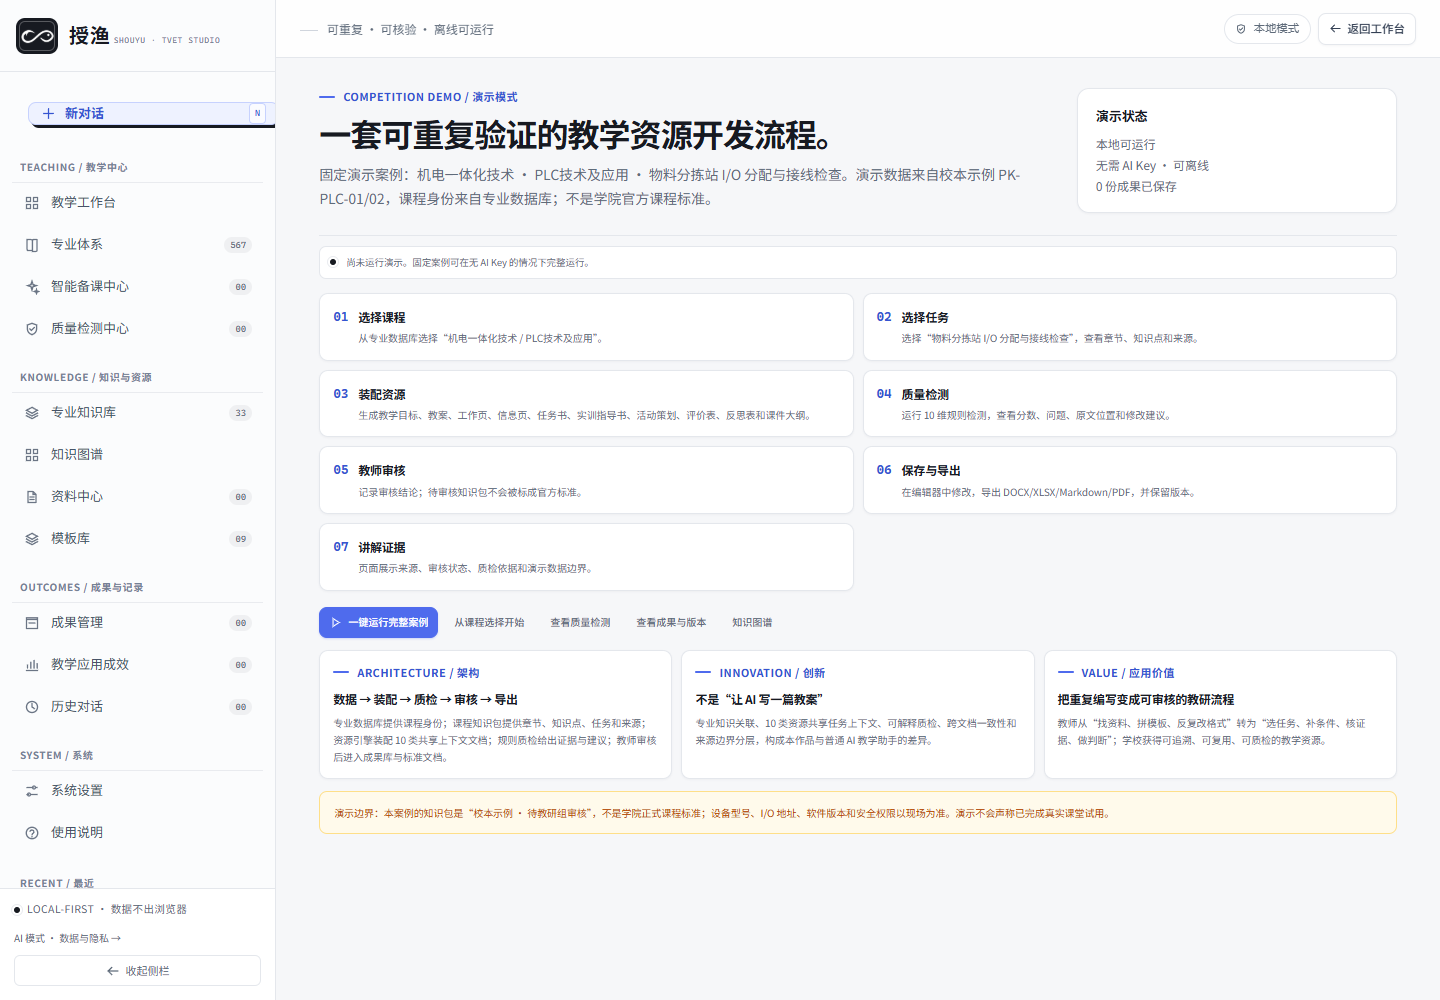 授渔 SHOUYU · TVET STUDIO
新对话 N
TEACHING / 教学中心
教学工作台
专业体系 567
智能备课中心 00
质量检测中心 00
KNOWLEDGE / 知识与资源
专业知识库 33
知识图谱
资料中心 00
模板库 09
OUTCOMES / 成果与记录
成果管理 00
教学应用成效 00
历史对话 00
SYSTEM / 系统
系统设置
使用说明
RECENT / 最近
LOCAL-FIRST · 数据不出浏览器
AI 模式 · 数据与隐私 →
← 收起侧栏
可重复 · 可核验 · 离线可运行
本地模式
← 返回工作台
COMPETITION DEMO / 演示模式
一套可重复验证的教学资源开发流程。
固定演示案例：机电一体化技术 · PLC技术及应用 · 物料分拣站 I/O 分配与接线检查。演示数据来自校本示例 PK-
PLC-01/02，课程身份来自专业数据库；不是学院官方课程标准。
演示状态
本地可运行
无需 AI Key · 可离线
0 份成果已保存
尚未运行演示。固定案例可在无 AI Key 的情况下完整运行。
01 选择课程
从专业数据库选择“机电一体化技术 / PLC技术及应用”。
02 选择任务
选择“物料分拣站 I/O 分配与接线检查”，查看章节、知识点和来源。
03 装配资源
生成教学目标、教案、工作页、信息页、任务书、实训指导书、活动策划、评价表、反思表和课件大纲。
04 质量检测
运行 10 维规则检测，查看分数、问题、原文位置和修改建议。
05 教师审核
记录审核结论；待审核知识包不会被标成官方标准。
06 保存与导出
在编辑器中修改，导出 DOCX/XLSX/Markdown/PDF，并保留版本。
07 讲解证据
页面展示来源、审核状态、质检依据和演示数据边界。
一键运行完整案例
从课程选择开始
查看质量检测
查看成果与版本
知识图谱
ARCHITECTURE / 架构
数据 → 装配 → 质检 → 审核 → 导出
专业数据库提供课程身份；课程知识包提供章节、知识点、任务和来源；
资源引擎装配 10 类共享上下文文档；规则质检给出证据与建议；教师审核
后进入成果库与标准文档。
INNOVATION / 创新
不是“让 AI 写一篇教案”
专业知识关联、10 类资源共享任务上下文、可解释质检、跨文档一致性和
来源边界分层，构成本作品与普通 AI 教学助手的差异。
VALUE / 应用价值
把重复编写变成可审核的教研流程
教师从“找资料、拼模板、反复改格式”转为“选任务、补条件、核证
据、做判断”；学校获得可追溯、可复用、可质检的教学资源。
演示边界：本案例的知识包是“校本示例 · 待教研组审核”，不是学院正式课程标准；设备型号、I/O 地址、软件版本和安全权限以现场为准。演示不会声称已完成真实课堂试用。